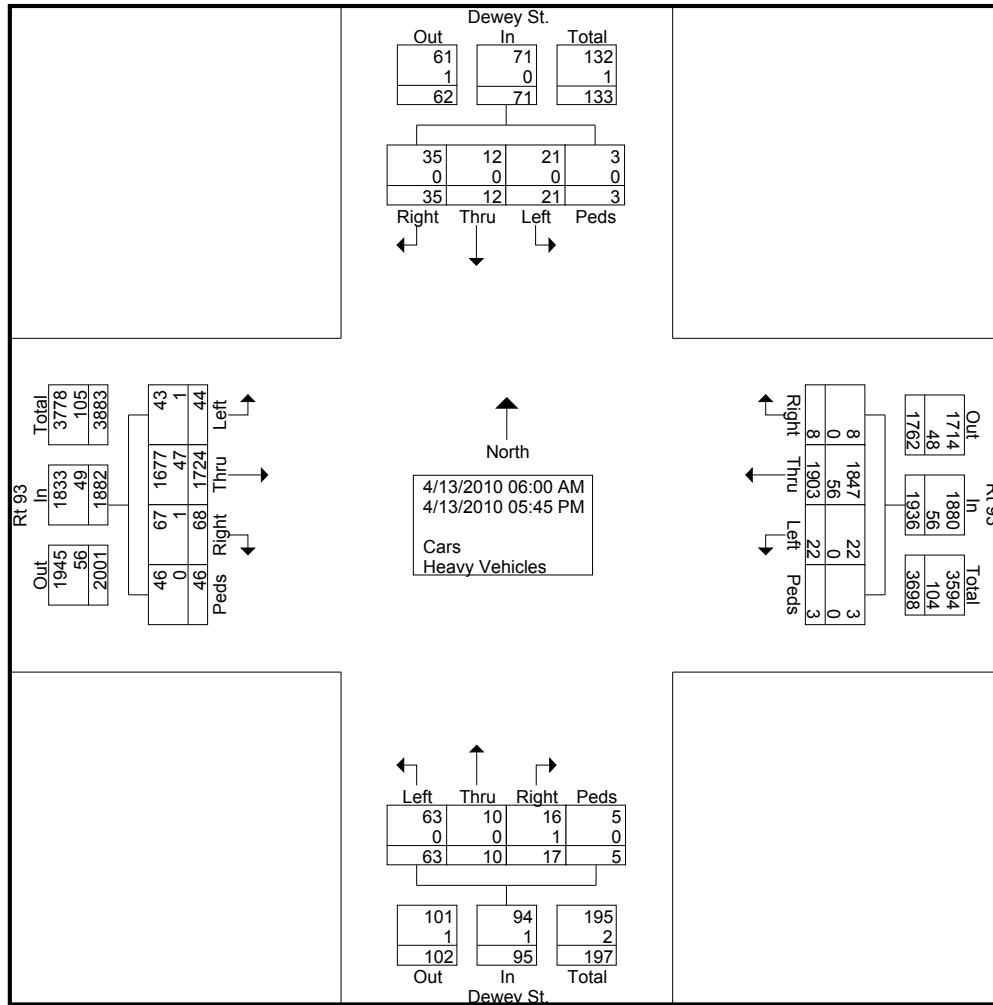 Dewey St.
Out In Total
61 71 132
1 0 1
62 71 133
35 12 21 3
0 0 0 0
35 12 21 3
Right Thru Left Peds
Rt 93
Out In Total
1945 1833 3778
56 49 105
2001 1882 3883
Peds Right Thru Left
46 67 1677 43
0 1 47 1
46 68 1724 44
North
4/13/2010 06:00 AM
4/13/2010 05:45 PM
Cars
Heavy Vehicles
Out In Total
1714 1880 3594
48 56 104
1762 1936 3698
8 1847 22 3
0 56 0 0
8 1903 22 3
Right Thru Left Peds
Left Thru Right Peds
63 10 16 5
0 0 1 0
63 10 17 5
101 94 195
1 1 2
102 95 197
Out In Total
Dewey St.